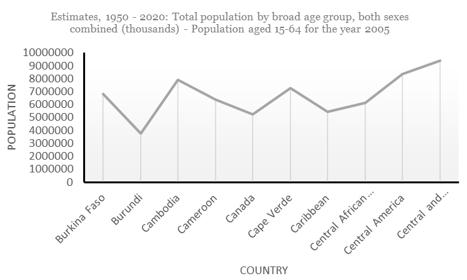 Estimates, 1950 - 2020: Total population by broad age group, both sexes
combined (thousands) - Population aged 15-64 for the year 2005
POPULATION
10000000
9000000
8000000
7000000
6000000
5000000
4000000
3000000
2000000
1000000
0
Burkina Faso
Burundi
Cambodia
Cameroon
Canada
Cape Verde
Caribbean
Central African ...
Central America
Central and ...
COUNTRY